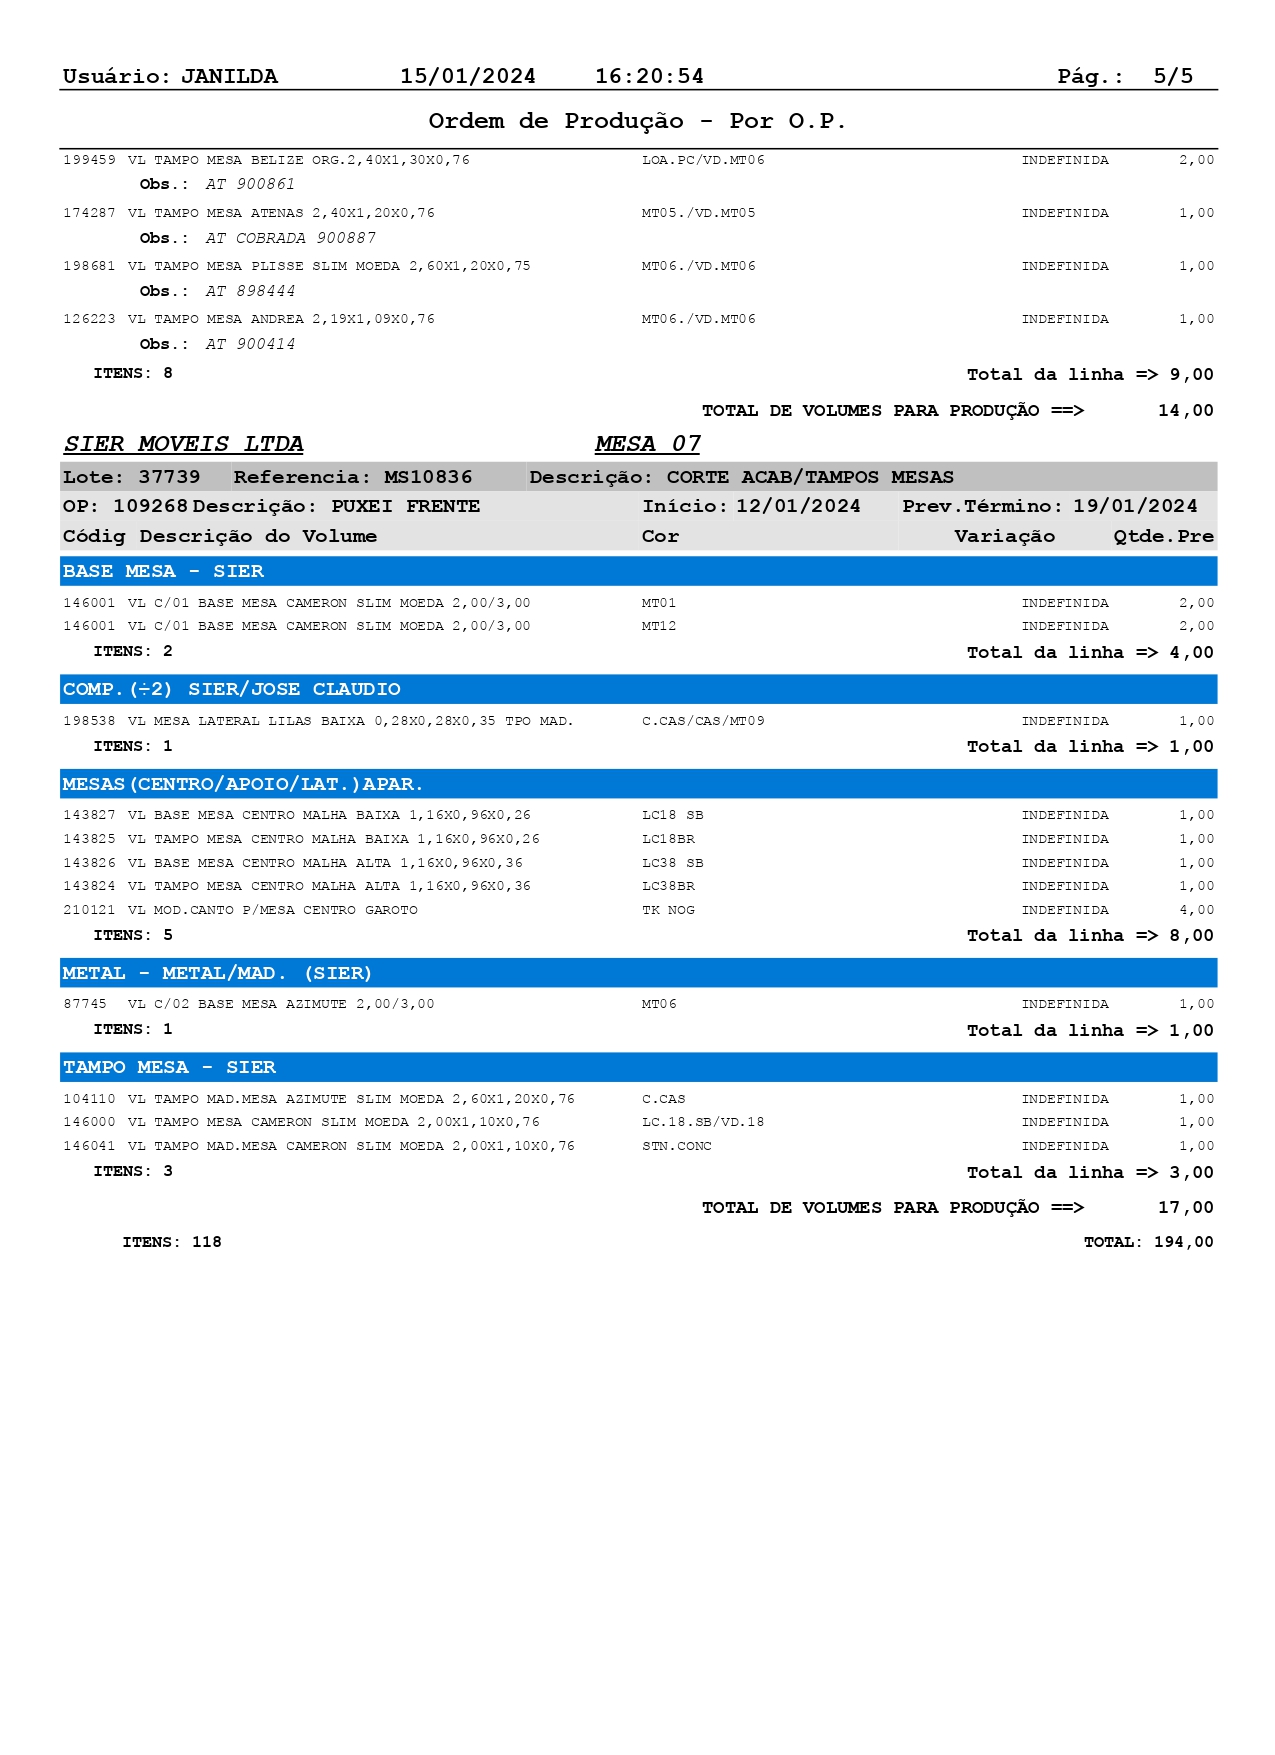 Usuário: JANILDA 15/01/2024 16:20:54 Pág.: 5/5
Ordem de Produção - Por O.P.
199459 VL TAMPO MESA BELIZE ORG.2,40X1,30X0,76 LOA.PC/VD.MT06 INDEFINIDA 2,00
Obs.: AT 900861
174287 VL TAMPO MESA ATENAS 2,40X1,20X0,76 MT05./VD.MT05 INDEFINIDA 1,00
Obs.: AT COBRADA 900887
198681 VL TAMPO MESA PLISSE SLIM MOEDA 2,60X1,20X0,75 MT06./VD.MT06 INDEFINIDA 1,00
Obs.: AT 898444
126223 VL TAMPO MESA ANDREA 2,19X1,09X0,76 MT06./VD.MT06 INDEFINIDA 1,00
Obs.: AT 900414
ITENS: 8 Total da linha => 9,00
TOTAL DE VOLUMES PARA PRODUÇÃO ==> 14,00
SIER MOVEIS LTDA MESA 07
Lote: 37739 Referencia: MS10836 Descrição: CORTE ACAB/TAMPOS MESAS
OP: 109268 Descrição: PUXEI FRENTE Início: 12/01/2024 Prev.Término: 19/01/2024
Códig Descrição do Volume Cor Variação Qtde.Pre
BASE MESA - SIER
146001 VL C/01 BASE MESA CAMERON SLIM MOEDA 2,00/3,00 MT01 INDEFINIDA 2,00
146001 VL C/01 BASE MESA CAMERON SLIM MOEDA 2,00/3,00 MT12 INDEFINIDA 2,00
ITENS: 2 Total da linha => 4,00
COMP.(÷2) SIER/JOSE CLAUDIO
198538 VL MESA LATERAL LILAS BAIXA 0,28X0,28X0,35 TPO MAD. C.CAS/CAS/MT09 INDEFINIDA 1,00
ITENS: 1 Total da linha => 1,00
MESAS(CENTRO/APOIO/LAT.)APAR.
143827 VL BASE MESA CENTRO MALHA BAIXA 1,16X0,96X0,26 LC18 SB INDEFINIDA 1,00
143825 VL TAMPO MESA CENTRO MALHA BAIXA 1,16X0,96X0,26 LC18BR INDEFINIDA 1,00
143826 VL BASE MESA CENTRO MALHA ALTA 1,16X0,96X0,36 LC38 SB INDEFINIDA 1,00
143824 VL TAMPO MESA CENTRO MALHA ALTA 1,16X0,96X0,36 LC38BR INDEFINIDA 1,00
210121 VL MOD.CANTO P/MESA CENTRO GAROTO TK NOG INDEFINIDA 4,00
ITENS: 5 Total da linha => 8,00
METAL - METAL/MAD. (SIER)
87745 VL C/02 BASE MESA AZIMUTE 2,00/3,00 MT06 INDEFINIDA 1,00
ITENS: 1 Total da linha => 1,00
TAMPO MESA - SIER
104110 VL TAMPO MAD.MESA AZIMUTE SLIM MOEDA 2,60X1,20X0,76 C.CAS INDEFINIDA 1,00
146000 VL TAMPO MESA CAMERON SLIM MOEDA 2,00X1,10X0,76 LC.18.SB/VD.18 INDEFINIDA 1,00
146041 VL TAMPO MAD.MESA CAMERON SLIM MOEDA 2,00X1,10X0,76 STN.CONC INDEFINIDA 1,00
ITENS: 3 Total da linha => 3,00
TOTAL DE VOLUMES PARA PRODUÇÃO ==> 17,00
ITENS: 118 TOTAL: 194,00